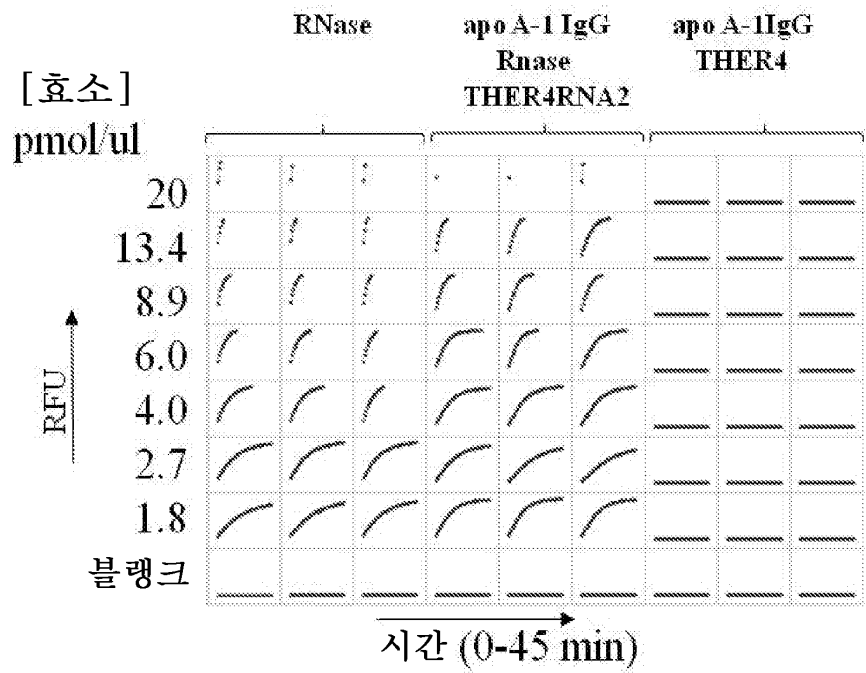 RNase
apo A-1 IgG
Rnase
THER4RNA2
apo A-1IgG
THER4
[효소]
pmol/ul
20
13.4
8.9
6.0
4.0
2.7
1.8
블랭크
RFU
시간 (0-45 min)